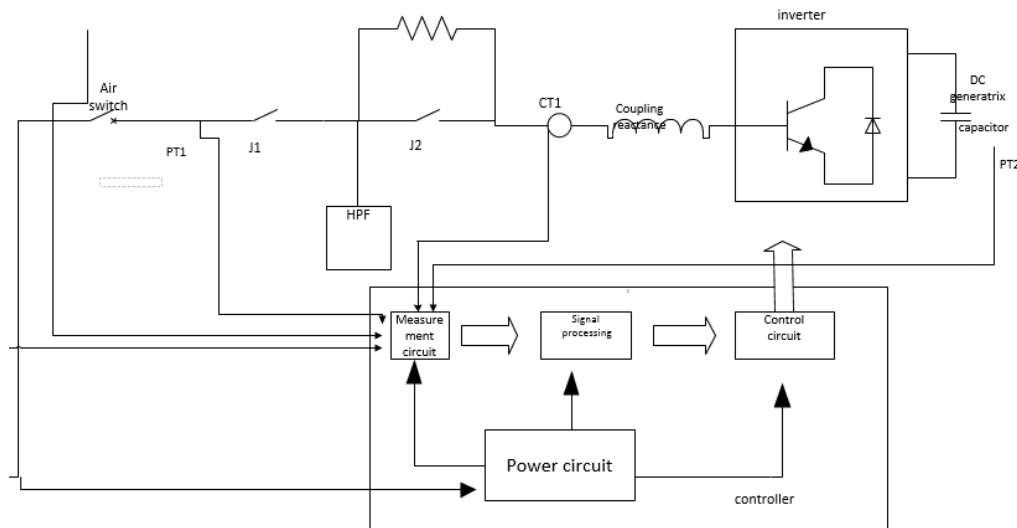 inverter
Air
switch
PT1
J1
J2
HPF
CT1
Coupling
reactance
DC
generatrix
capacitor
PT2
Measure
ment
circuit
Signal
processing
Control
circuit
Power circuit
controller